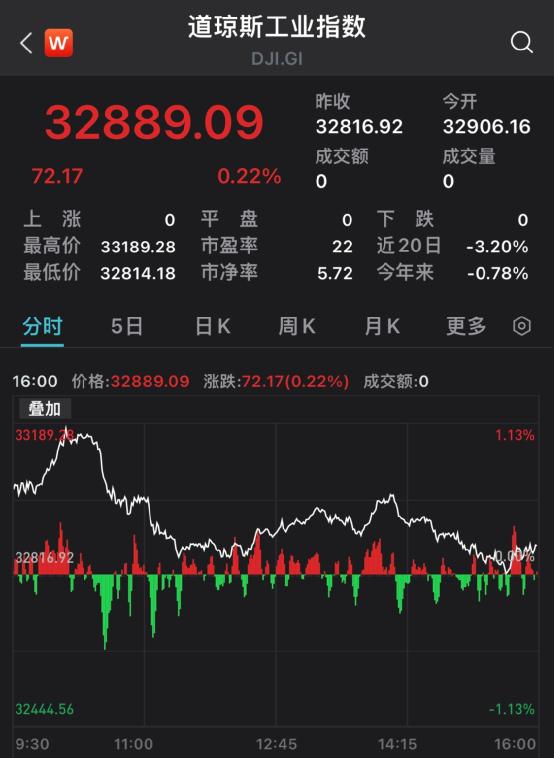 道琼斯工业指数
W
DJI.GI
32889.09
72.17 0.22%
昨收 今开
32816.92 32906.16
成交额 成交量
0 0
上涨 0 平盘 0 下跌 0
最高价 33189.28 市盈率 22 近20日 -3.20%
最低价 32814.18 市净率 5.72 今年来 -0.78%
分时 5日 日K 周K 月K 更多
16:00 价格:32889.09 涨跌:72.17(0.22%) 成交额:0
叠加
33189.28 1.13%
32816.92 0.00%
32444.56 -1.13%
9:30 11:00 12:45 14:15 16:00